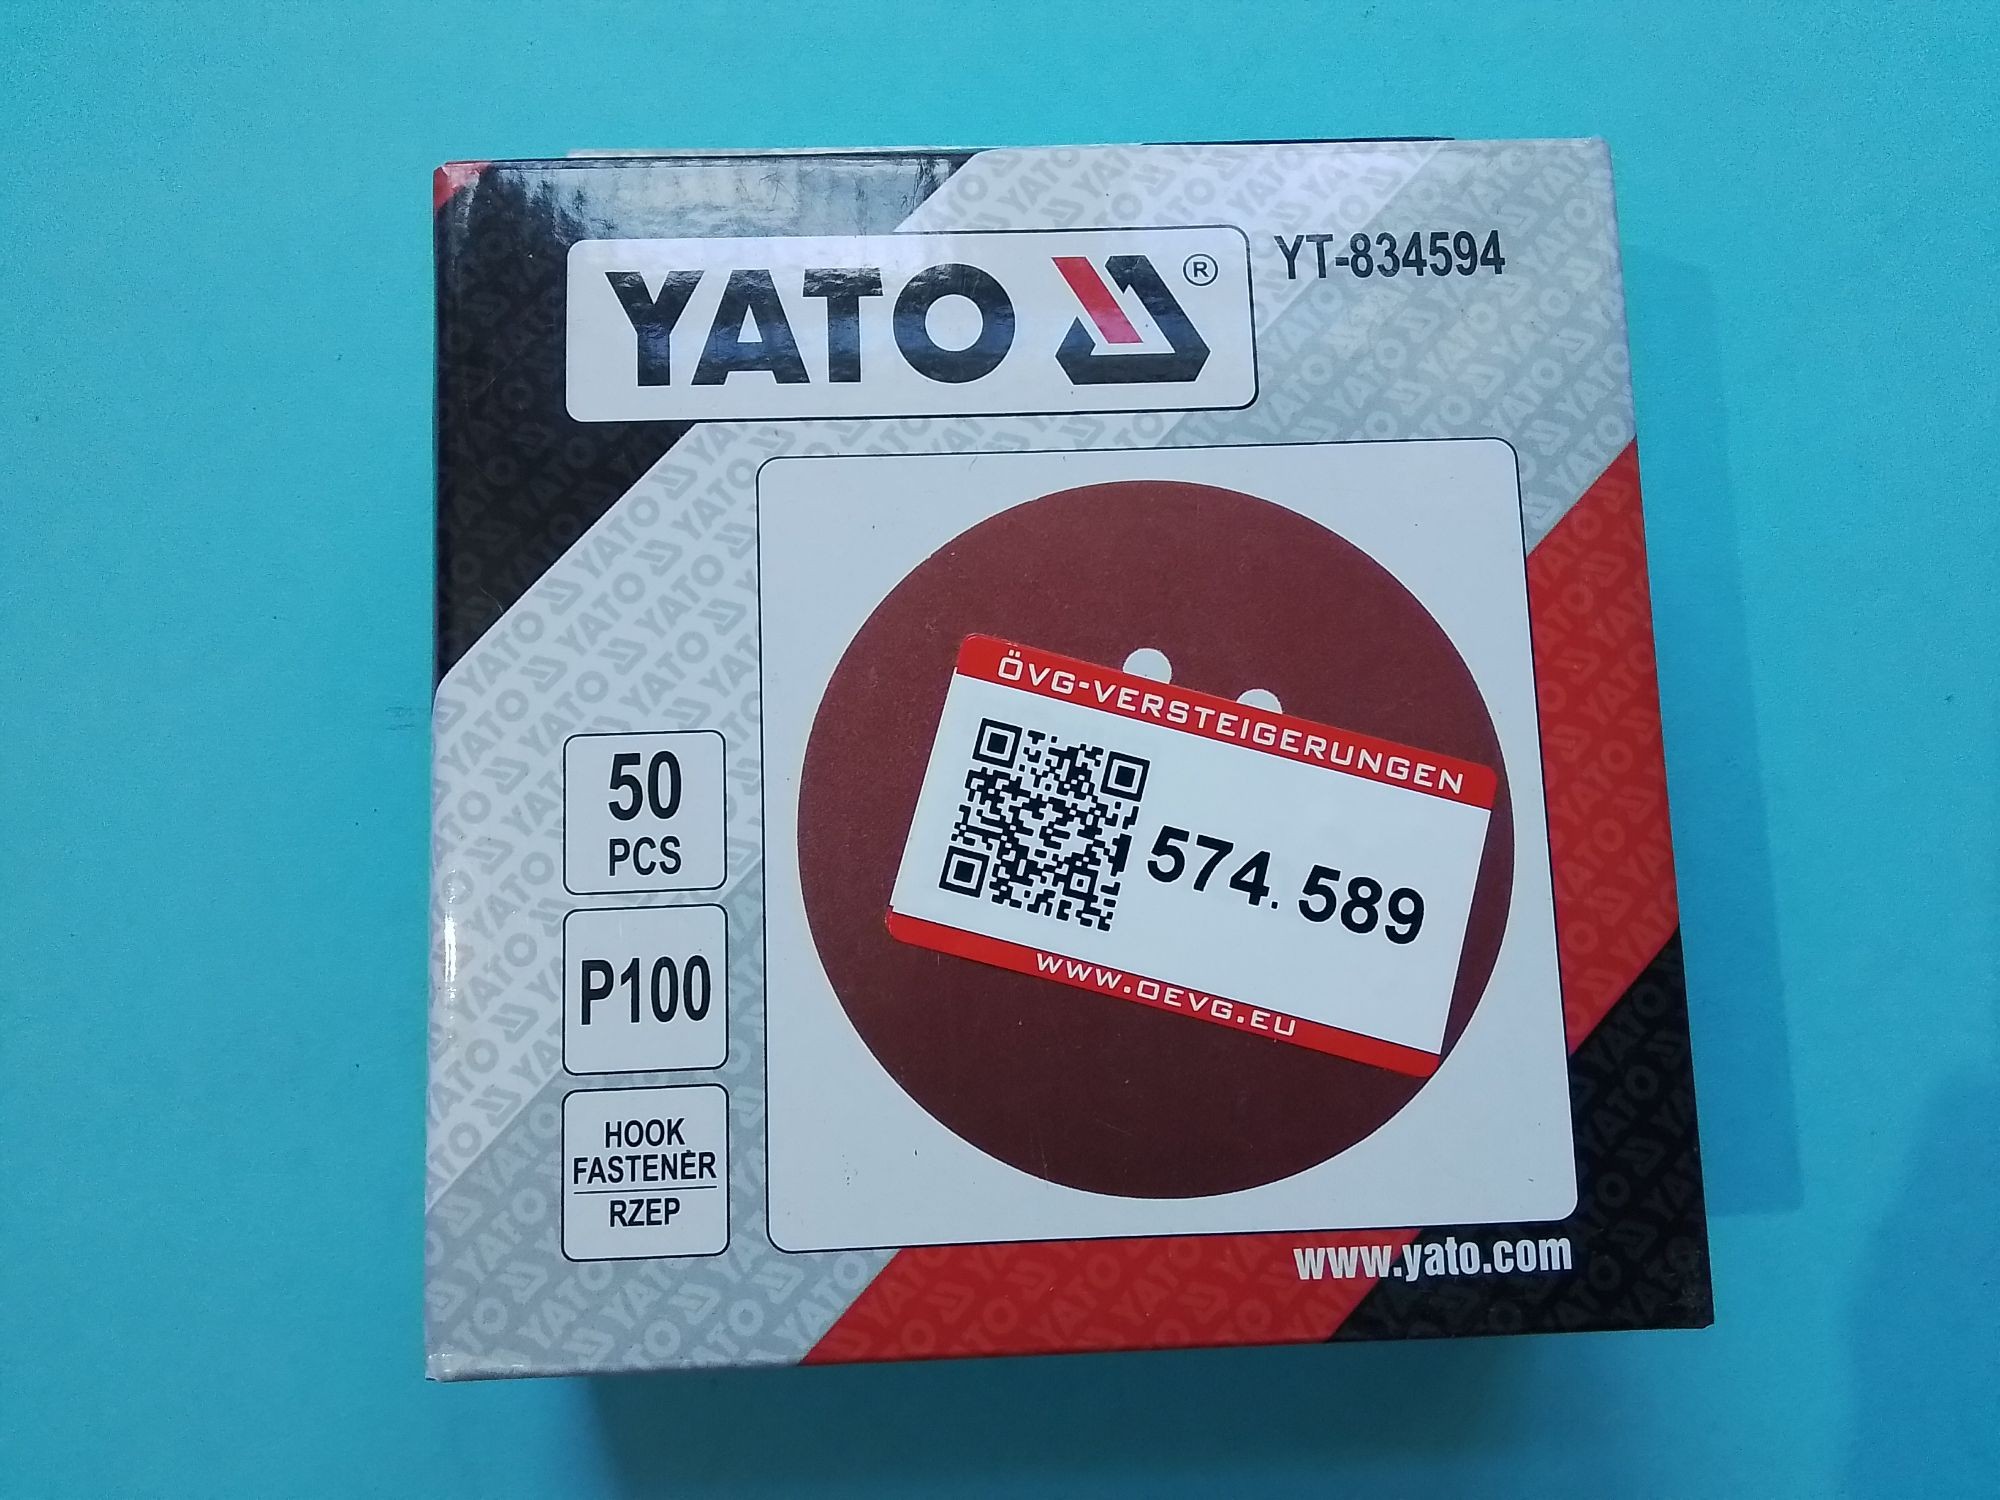 YATO ®
YT-834594
50
PCS
P100
HOOK
FASTENER
RZEP
ÖVG-VERSTEIGERUNGEN
574.589
WWW.OEVG.EU
www.yato.com